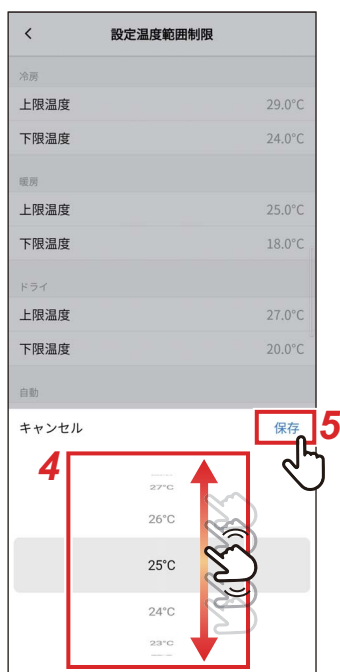 設定温度範囲制限
冷房
上限温度 29.0°C
下限温度 24.0°C
暖房
上限温度 25.0°C
下限温度 18.0°C
ドライ
上限温度 27.0°C
下限温度 20.0°C
自動
キャンセル 保存 5
4
27°C
26°C
25°C
24°C
23°C